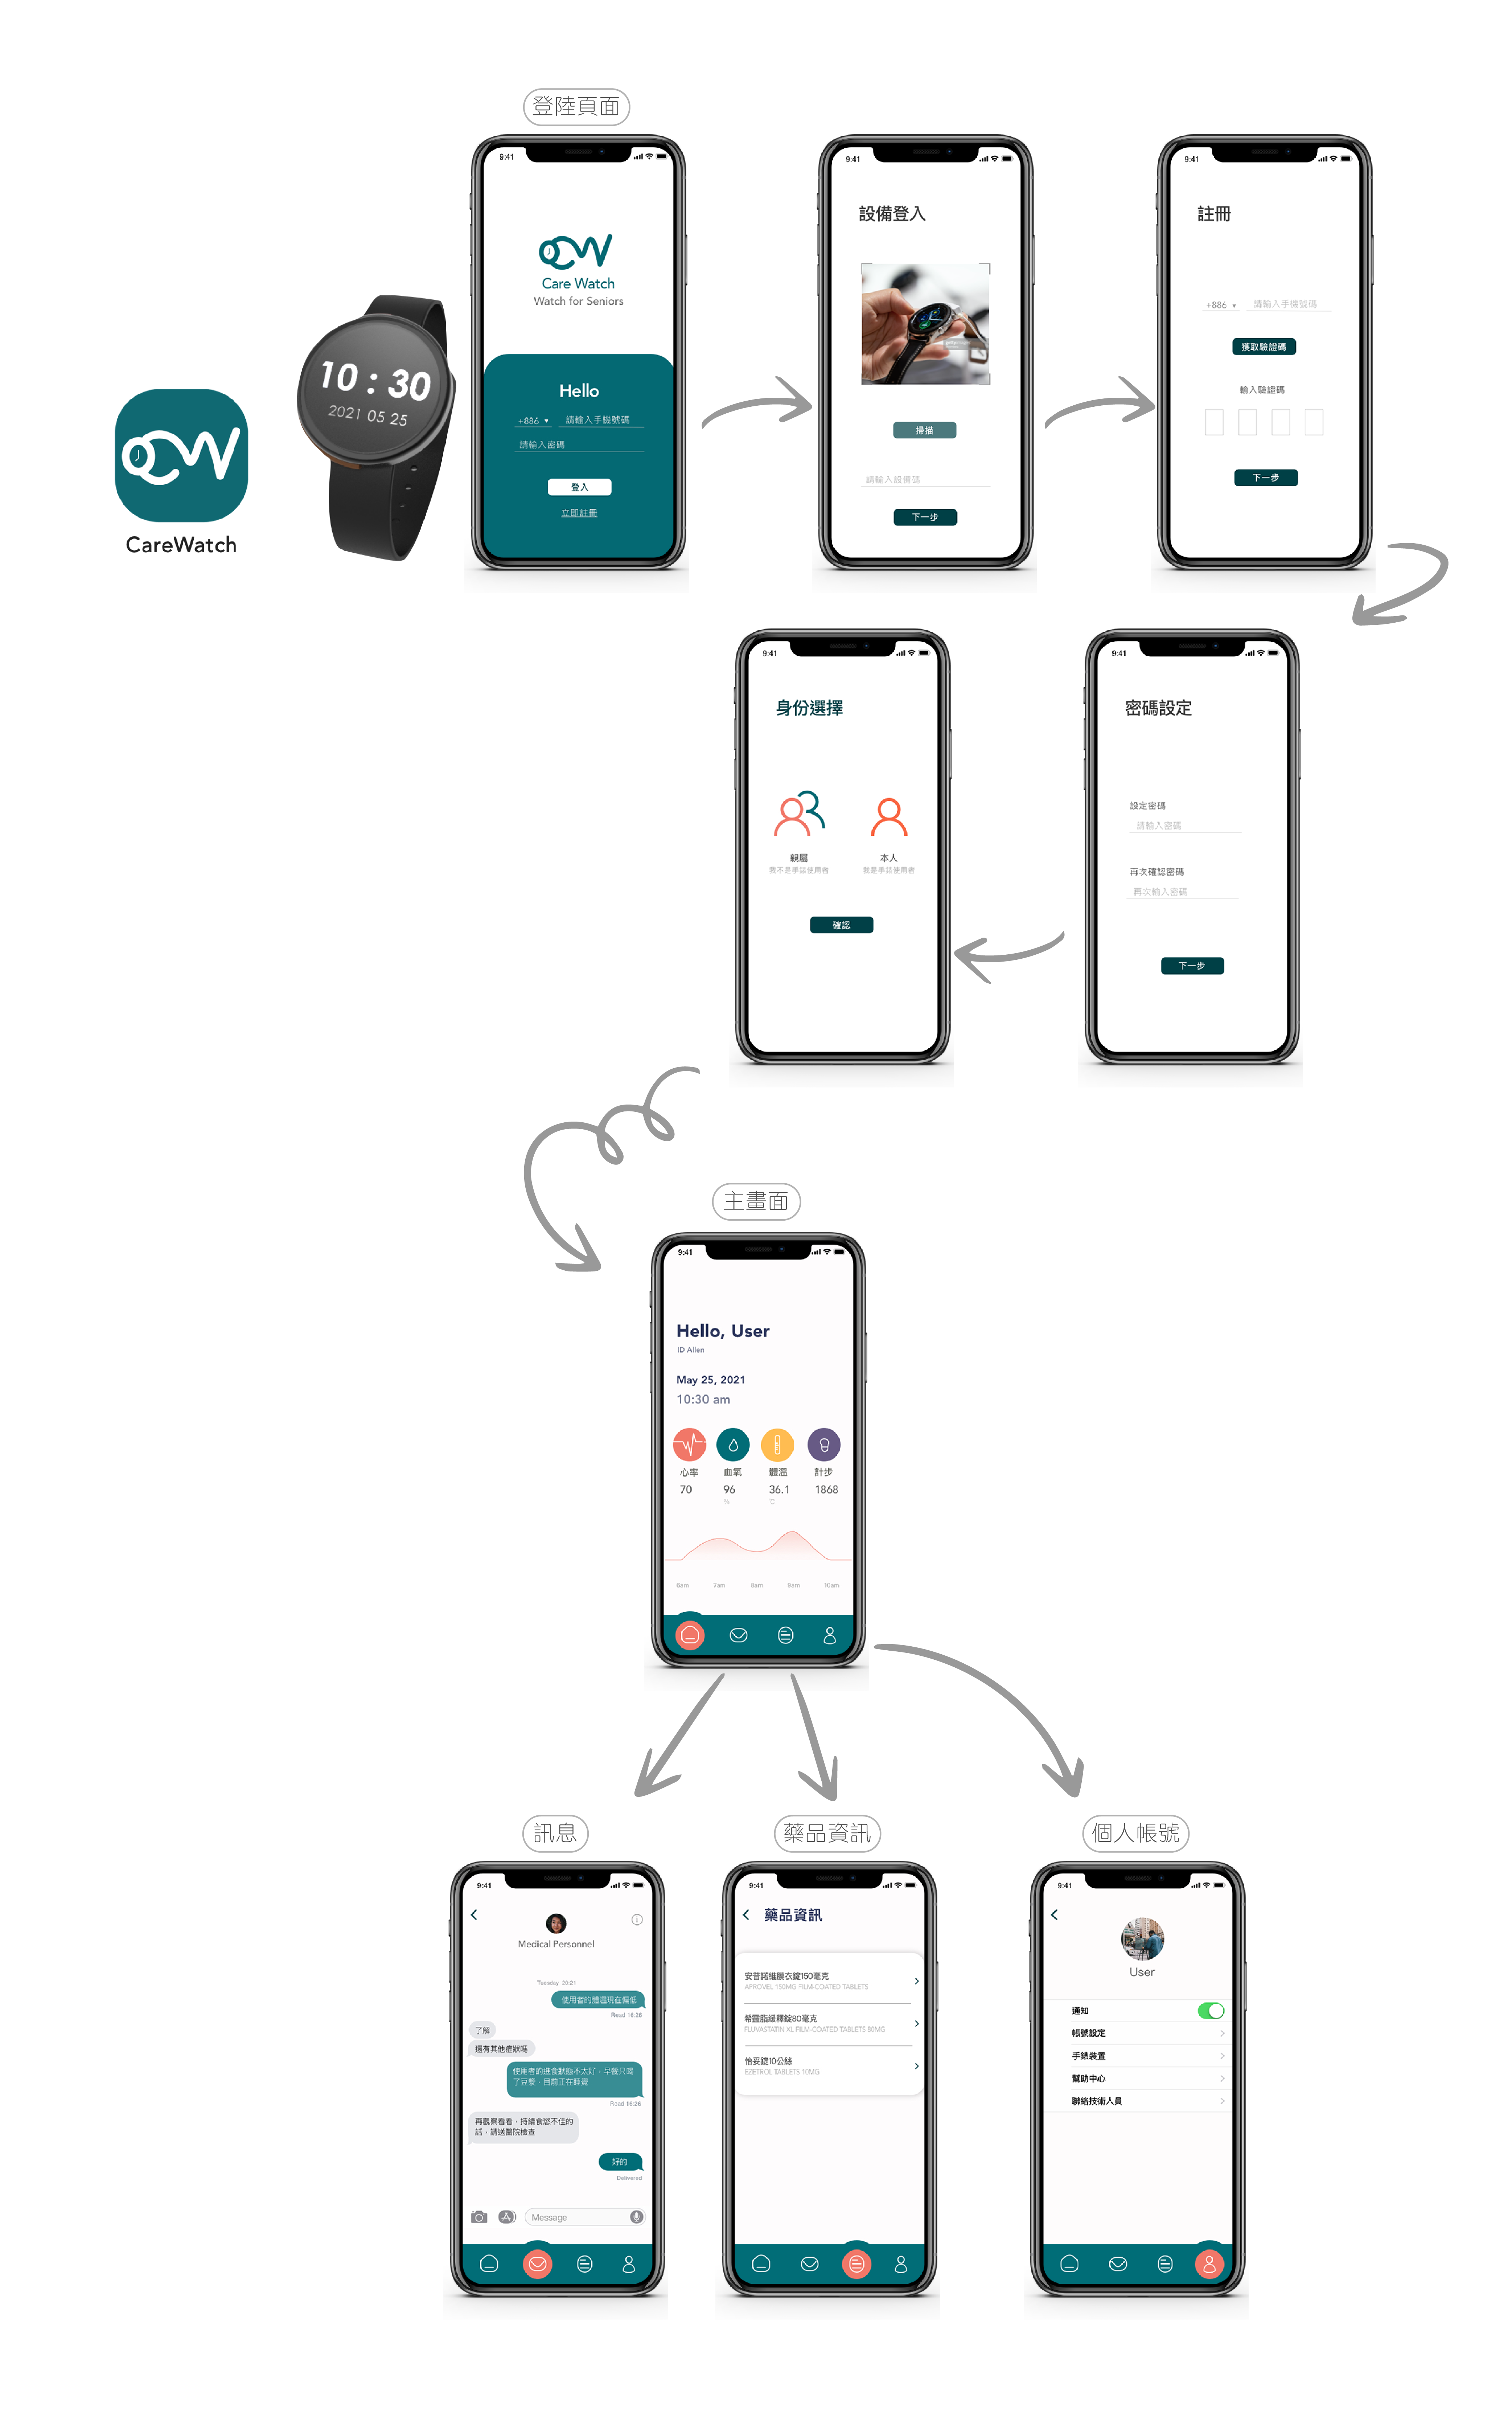 登陸頁面
CareWatch
10 : 30
2021 05 25
9:41
CW
Care Watch
Watch for Seniors
Hello
+886 ▾ 請輸入手機號碼
請輸入密碼
登入
立即註冊
9:41
設備登入
掃描
請輸入設備碼
下一步
9:41
註冊
+886 ▾ 請輸入手機號碼
獲取驗證碼
輸入驗證碼
下一步
9:41
密碼設定
設定密碼
請輸入密碼
再次確認密碼
再次輸入密碼
下一步
9:41
身份選擇
親屬
我不是手錶使用者
本人
我是手錶使用者
確認
主畫面
9:41
Hello, User
ID Allen
May 25, 2021
10:30 am
心率 血氧 體溫 計步
70 96 36.1 1868
% ℃
6am 7am 8am 9am 10am
訊息
9:41
Medical Personnel
Tuesday 20:21
使用者的體溫現在偏低
Read 16:26
了解
還有其他症狀嗎
使用者的進食狀態不太好，早餐只喝
了豆漿，目前正在睡覺
Read 16:26
再觀察看看，持續食慾不佳的
話，請送醫院檢查
好的
Delivered
Message
藥品資訊
9:41
藥品資訊
安普諾維膜衣錠150毫克
APROVEL 150MG FILM-COATED TABLETS
希靈脂緩釋錠80毫克
FLUVASTATIN XL FILM-COATED TABLETS 80MG
怡妥錠10公絲
EZETROL TABLETS 10MG
個人帳號
9:41
User
通知
帳號設定
手錶裝置
幫助中心
聯絡技術人員